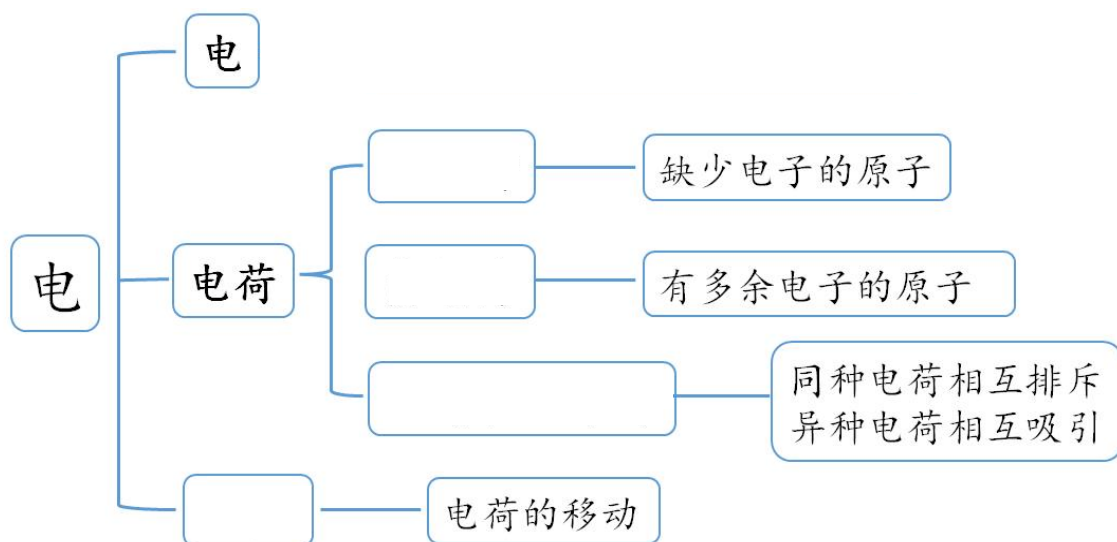 电
缺少电子的原子
有多余电子的原子
电
电荷
同种电荷相互排斥
异种电荷相互吸引
电荷的移动